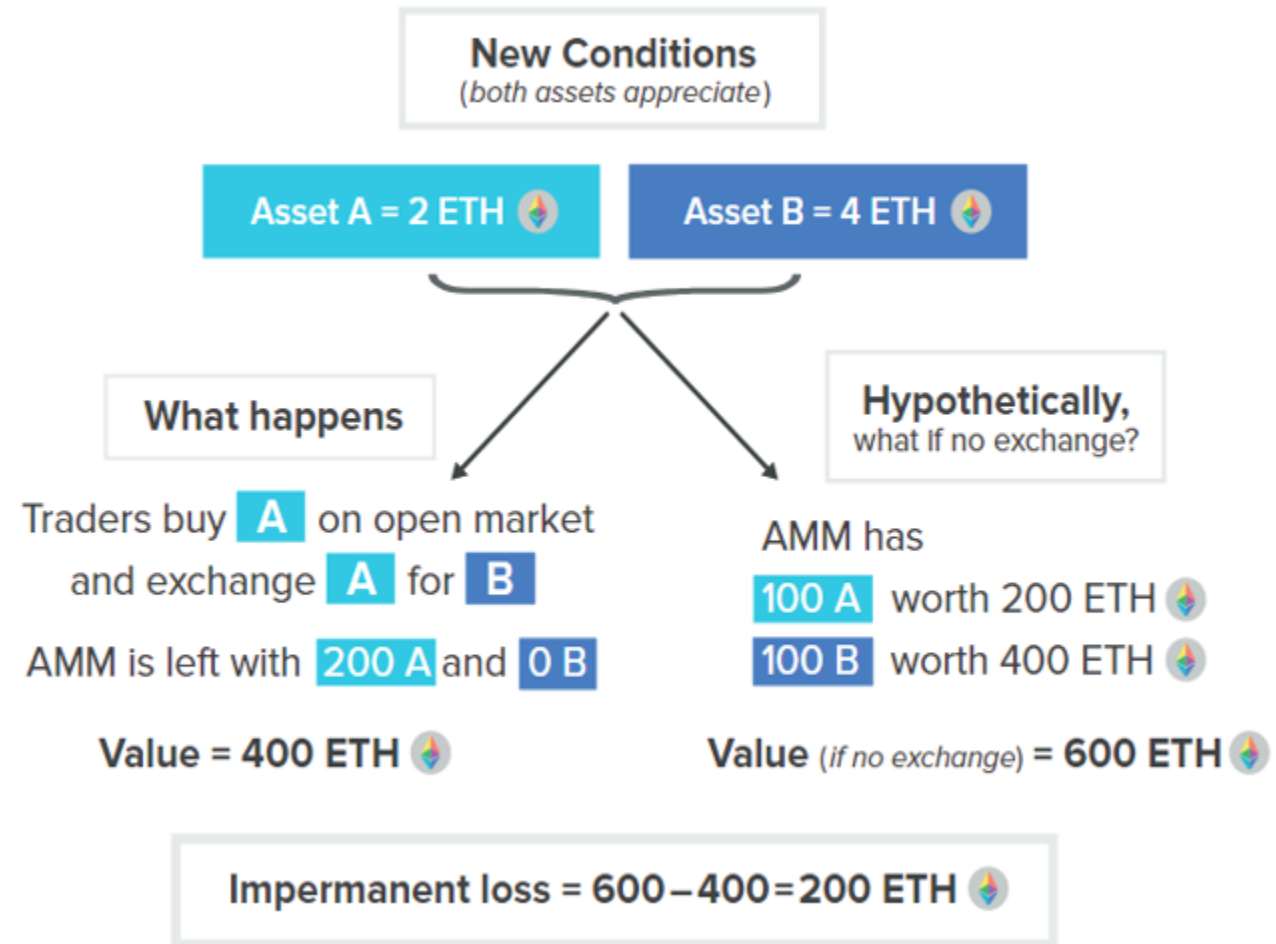 New Conditions
(both assets appreciate)
Asset A = 2 ETH
Asset B = 4 ETH
What happens
Traders buy A on open market
and exchange A for B
AMM is left with 200 A and 0 B
Value = 400 ETH
Hypothetically,
what if no exchange?
AMM has
100 A worth 200 ETH
100 B worth 400 ETH
Value (if no exchange) = 600 ETH
Impermanent loss = 600–400=200 ETH